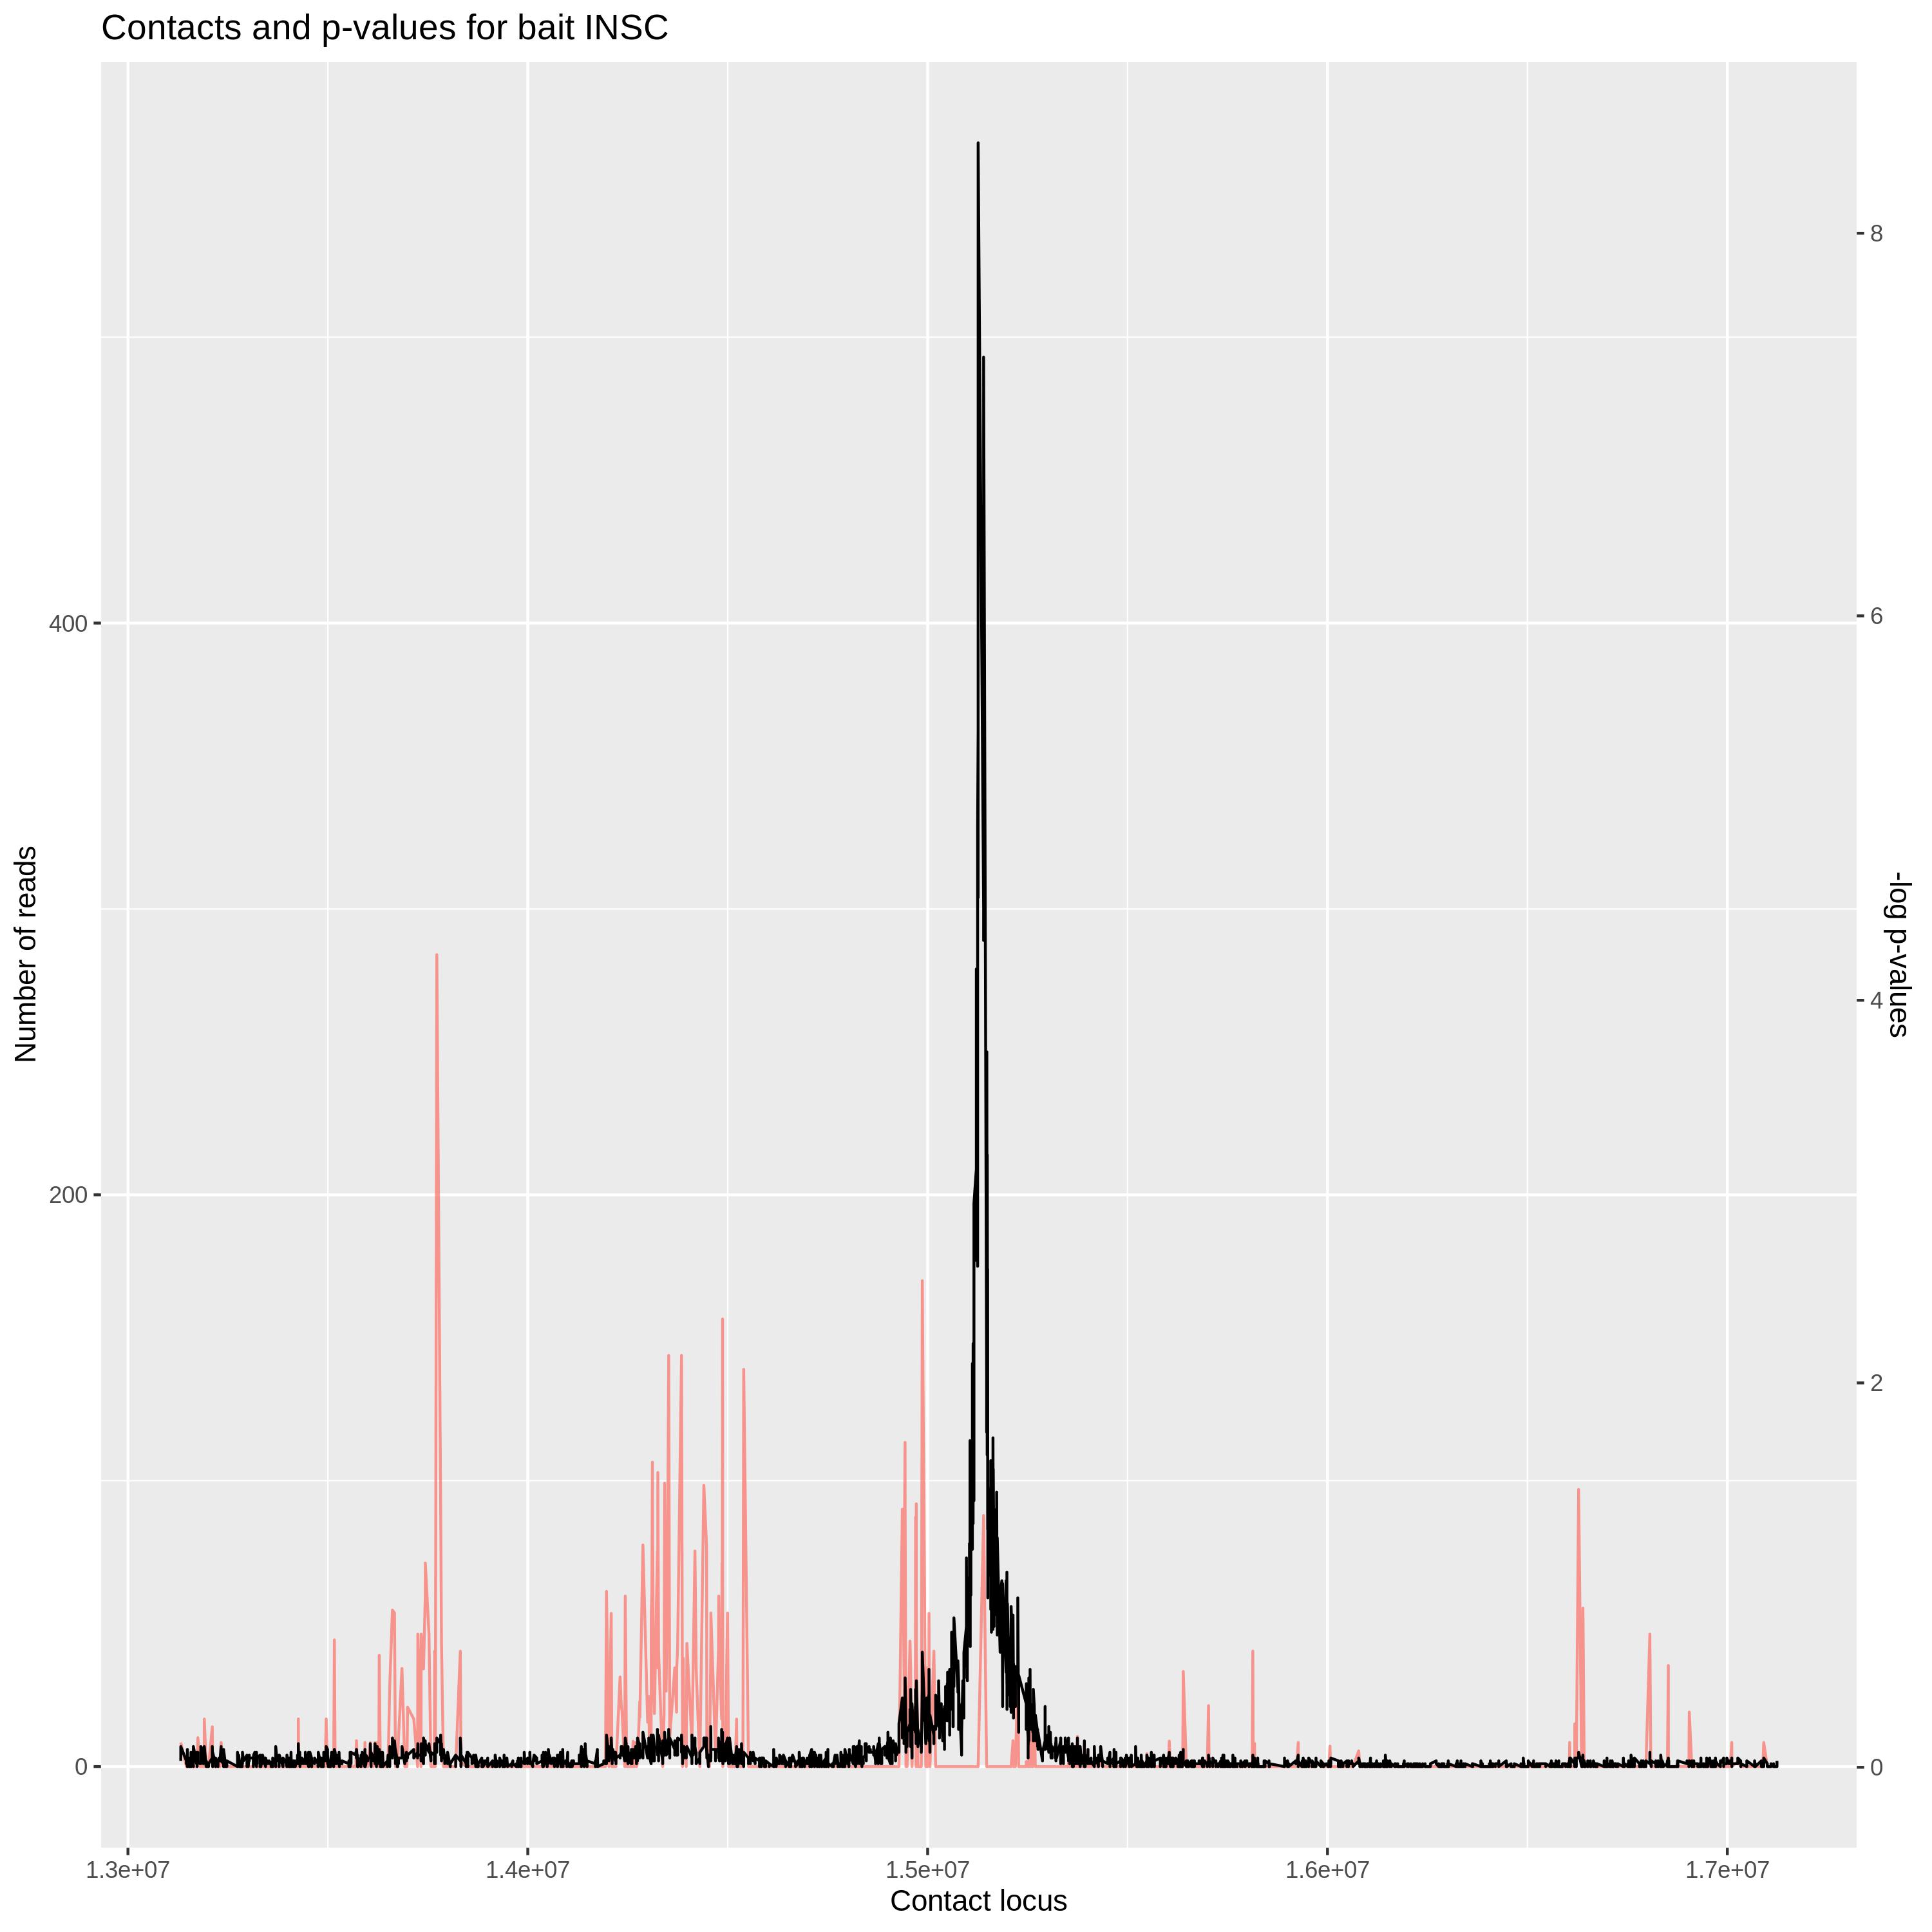 Contacts and p-values for bait INSC
Number of reads
400
200
0
8
6
4
2
0
-log p-values
1.3e+07
1.4e+07
1.5e+07
1.6e+07
1.7e+07
Contact locus